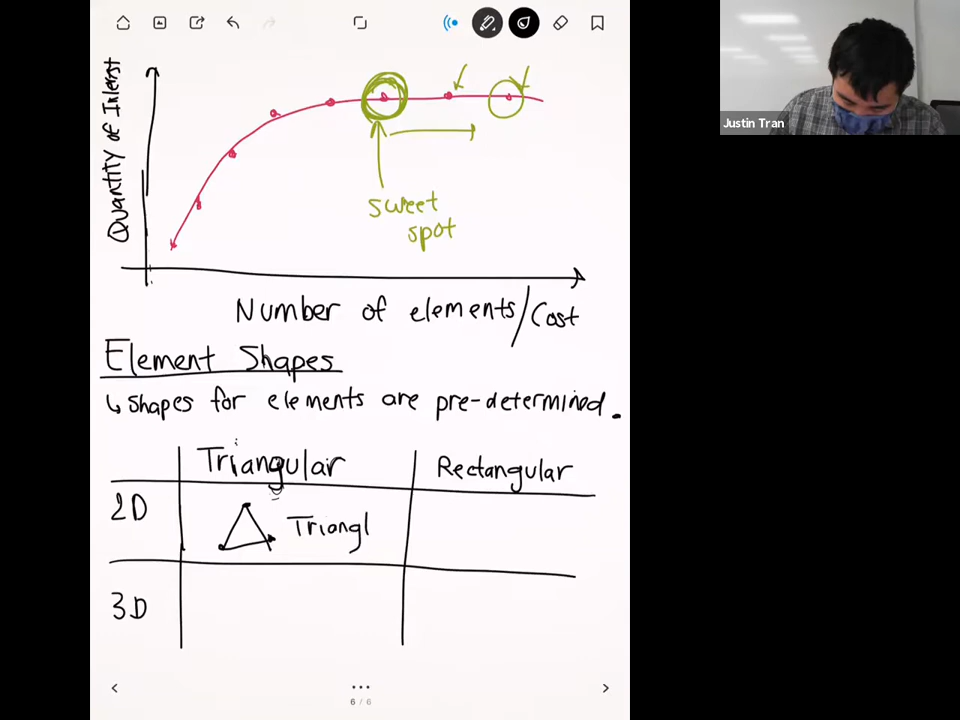 Justin Tran
Quantity of Interest
sweet
spot
Number of elements/Cost
Element Shapes
↳ shapes for elements are pre-determined.
Triangular
Rectangular
2D
Triangl
3D
6 / 6